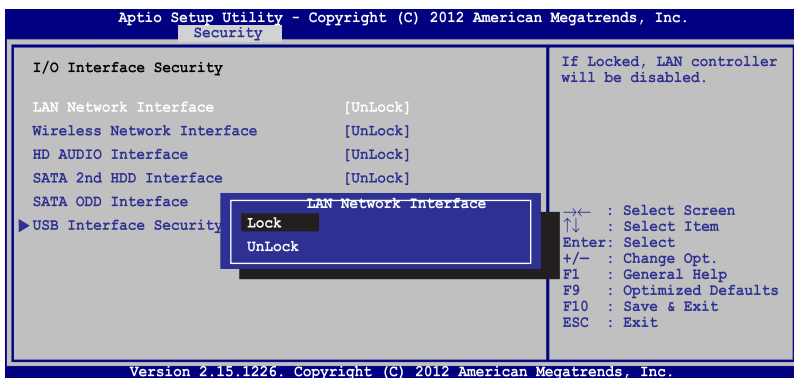 Aptio Setup Utility - Copyright (C) 2012 American Megatrends, Inc.
Security
I/O Interface Security
LAN Network Interface [UnLock]
Wireless Network Interface [UnLock]
HD AUDIO Interface [UnLock]
SATA 2nd HDD Interface [UnLock]
SATA ODD Interface
USB Interface Security
LAN Network Interface
Lock
UnLock
If Locked, LAN controller
will be disabled.
→← : Select Screen
↑↓ : Select Item
Enter: Select
+/— : Change Opt.
F1 : General Help
F9 : Optimized Defaults
F10 : Save & Exit
ESC : Exit
Version 2.15.1226. Copyright (C) 2012 American Megatrends, Inc.